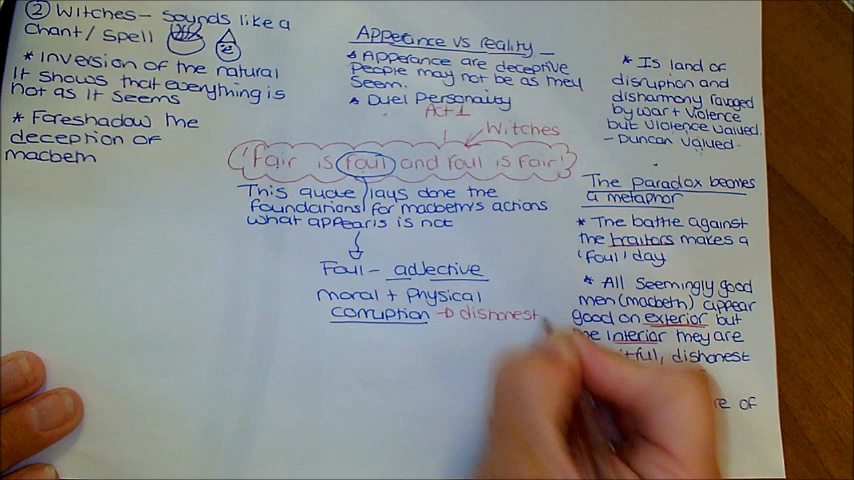 ② Witches- sounds like a
Chant/ Spell
* Inversion of the natural
It shows that everything is
not as it seems
* Foreshadow the
deception of
macbeth
Apperance vs reality
* Apperance are deceptive
People may not be as they
seem.
* Duel Personality
Act 1
Witches
'Fair is foul and foul is fair'
This quote lays done the
foundations for macbeth's actions
what appears is not
Foul - adjective
moral + physical
corruption → dishonest
* Is land of
disruption and
disharmony ravaged
by war + violence
but violence valued.
- Duncan valued.
The paradox becomes
a metaphor
* The battle against
the traitors makes a
'foul' day
* All seemingly good
men (macbeth) appear
good on exterior but
the interior they are
dishonest
of